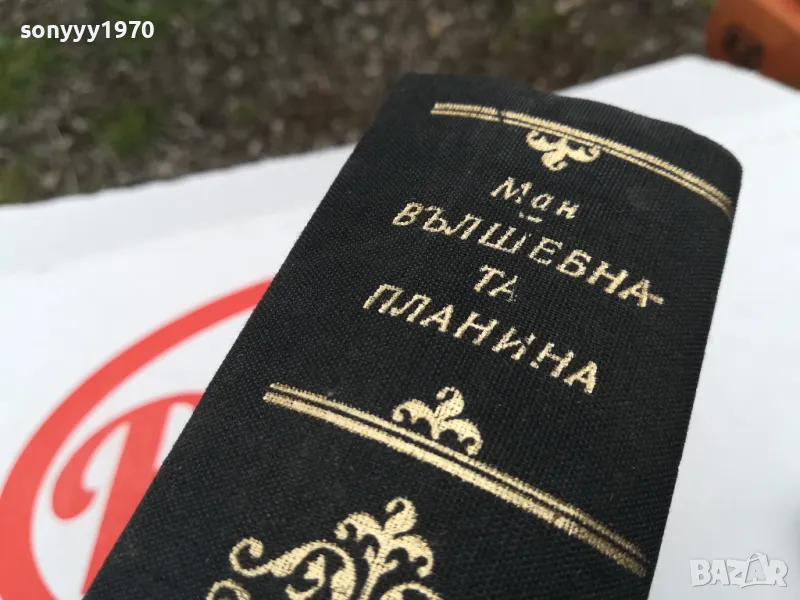 sonyyy1970
Ман
ВЪЛШЕБНА-
ТА
ПЛАНИНА
BAZAR